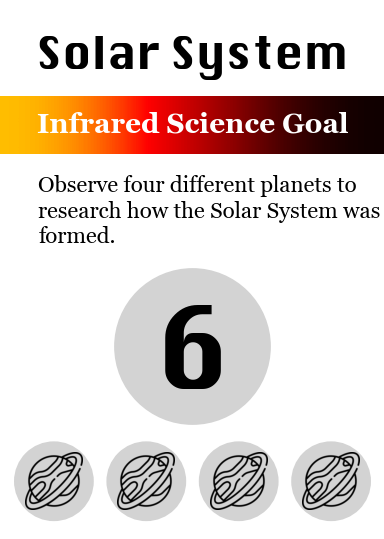 Solar System
Infrared Science Goal
Observe four different planets to
research how the Solar System was
formed.
6